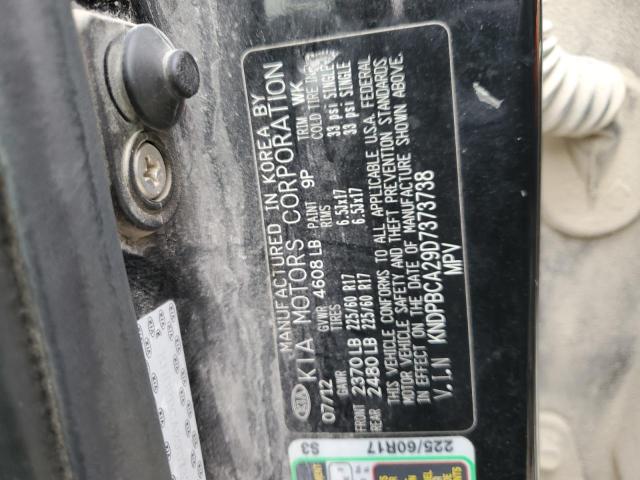 MANUFACTURED IN KOREA BY
KIA MOTORS CORPORATION
KIA
07/12 GVWR 4608 LB PAINT 9P TRIM WK
GAWR TIRES RIMS COLD TIRE
FRONT 2370 LB 225/60 R17 6.5Jx17 33 psi SINGLE
REAR 2480 LB 225/60 R17 6.5Jx17 33 psi SINGLE
THIS VEHICLE CONFORMS TO ALL APPLICABLE U.S.A. FEDERAL
MOTOR VEHICLE SAFETY AND THEFT PREVENTION STANDARDS
IN EFFECT ON THE DATE OF MANUFACTURE SHOWN ABOVE.
V.I.N KNDPBCA29D7373738
MPV
225/60R17
S3